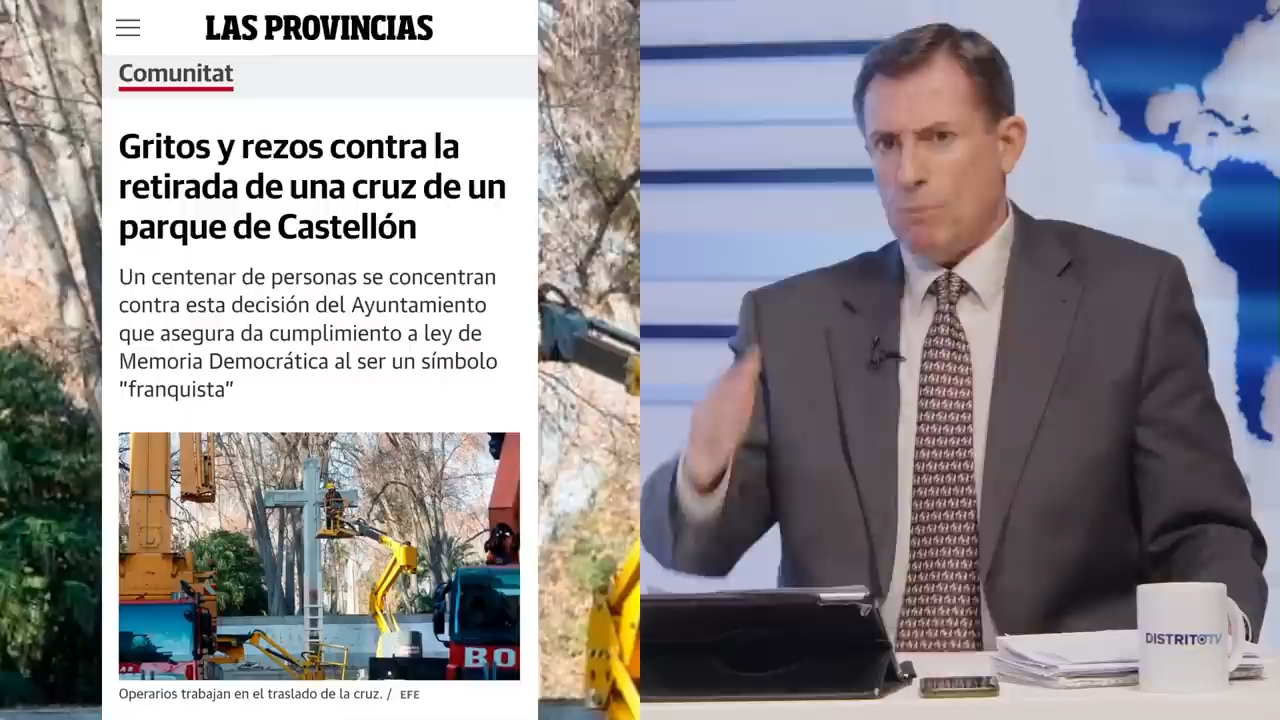 LAS PROVINCIAS
Comunitat
Gritos y rezos contra la
retirada de una cruz de un
parque de Castellón
Un centenar de personas se concentran
contra esta decisión del Ayuntamiento
que asegura da cumplimiento a ley de
Memoria Democrática al ser un símbolo
"franquista"
BO
Operarios trabajan en el traslado de la cruz. / EFE
DISTRITOTV